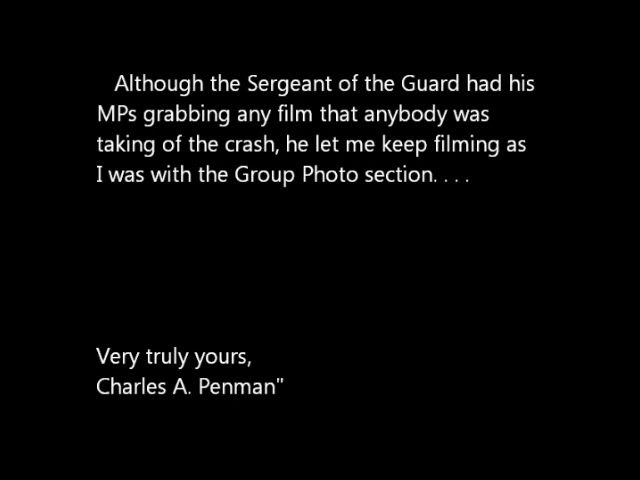 Although the Sergeant of the Guard had his
MPs grabbing any film that anybody was
taking of the crash, he let me keep filming as
I was with the Group Photo section. . . .
Very truly yours,
Charles A. Penman"